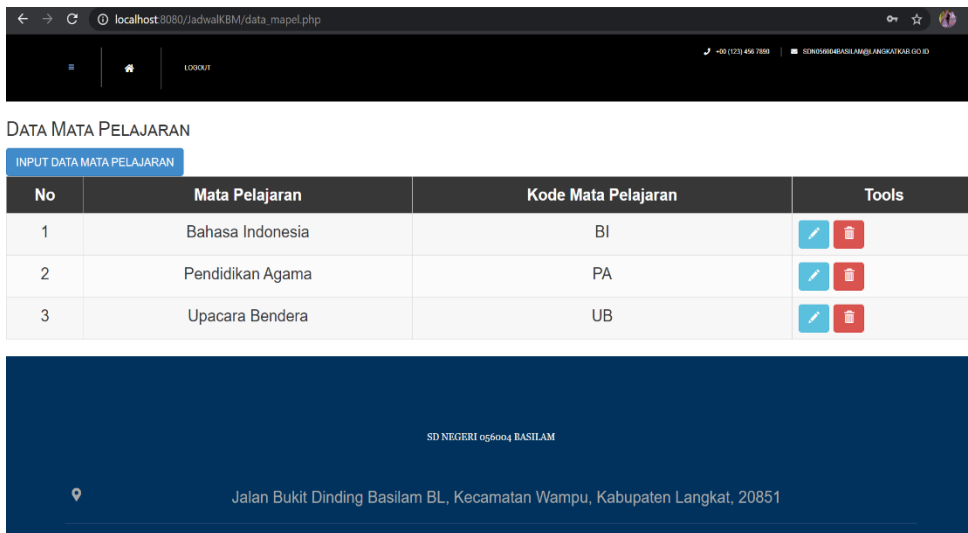 localhost:8080/JadwalKBM/data_mapel.php
LOGOUT
+00 (123) 456 7890
SDN056004BASILAM@LANGKATKAB.GO.ID
DATA MATA PELAJARAN
INPUT DATA MATA PELAJARAN
No Mata Pelajaran Kode Mata Pelajaran Tools
1 Bahasa Indonesia BI
2 Pendidikan Agama PA
3 Upacara Bendera UB
SD NEGERI 056004 BASILAM
Jalan Bukit Dinding Basilam BL, Kecamatan Wampu, Kabupaten Langkat, 20851